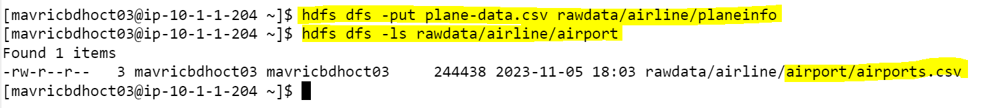 [mavricbdhoct03@ip-10-1-1-204 ~]$ hdfs dfs -put plane-data.csv rawdata/airline/planeinfo
[mavricbdhoct03@ip-10-1-1-204 ~]$ hdfs dfs -ls rawdata/airline/airport
Found 1 items
-rw-r--r--   3 mavricbdhoct03 mavricbdhoct03     244438 2023-11-05 18:03 rawdata/airline/airport/airports.csv
[mavricbdhoct03@ip-10-1-1-204 ~]$